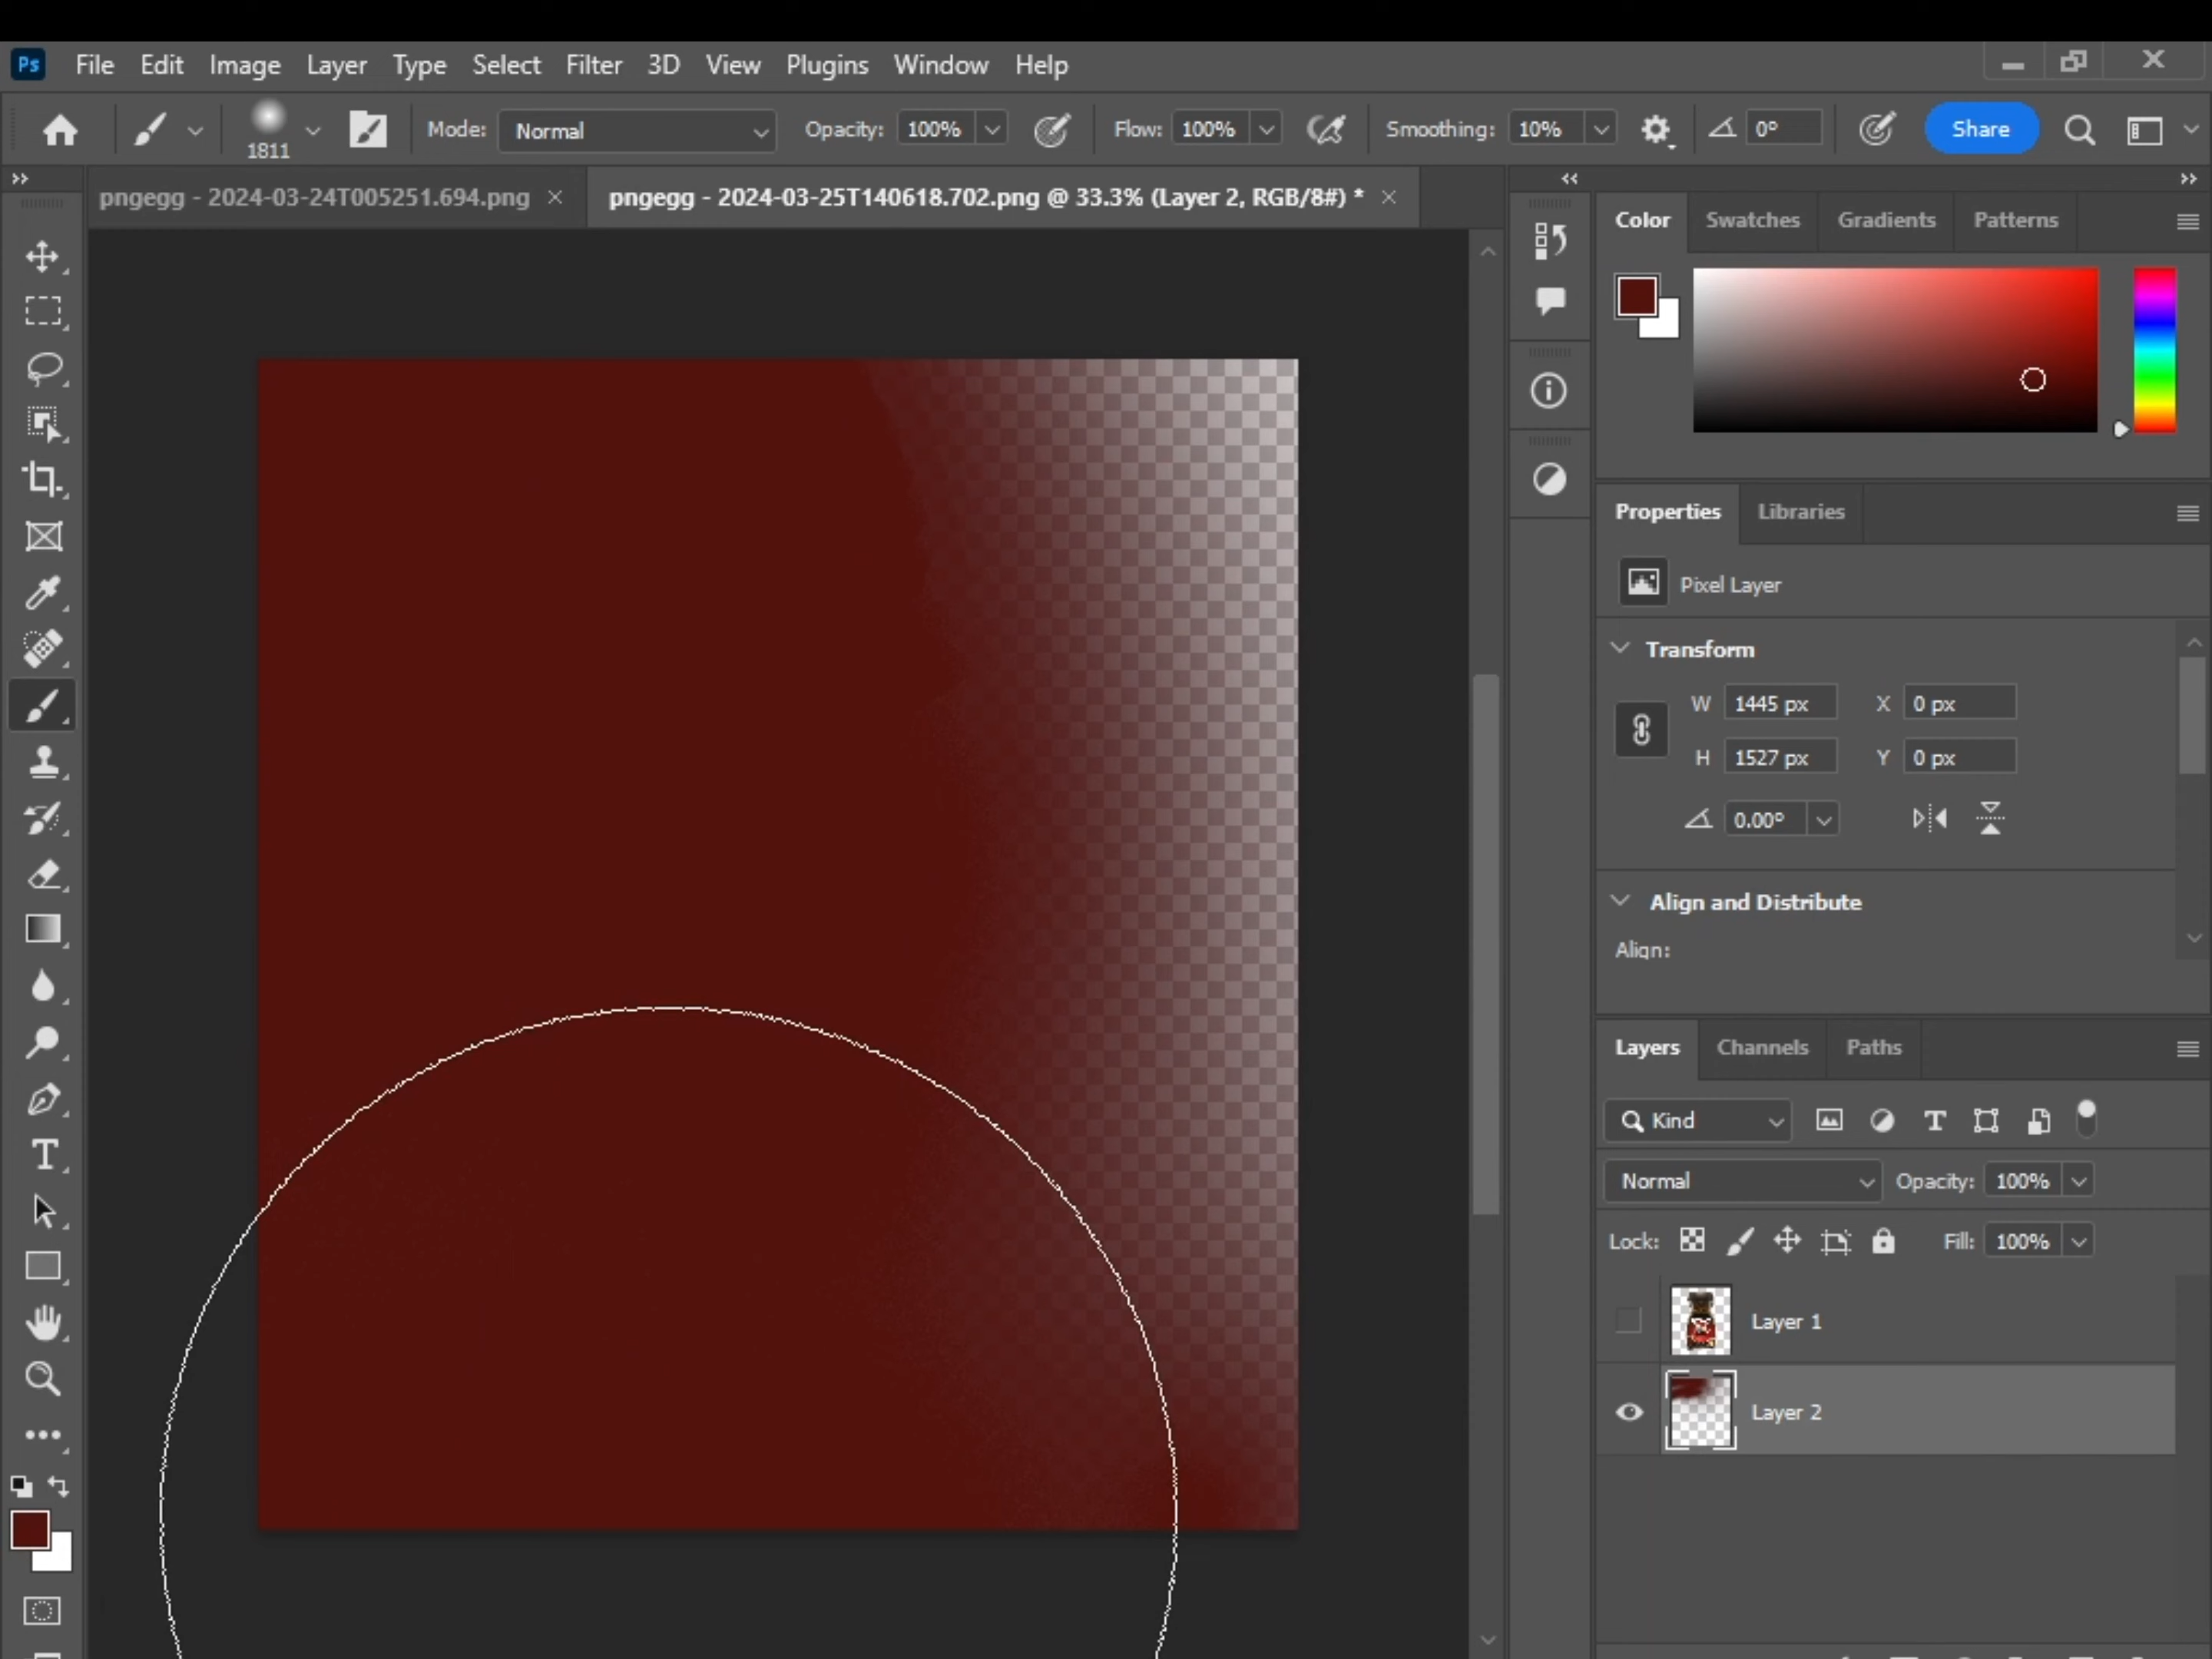 Ps File Edit Image Layer Type Select Filter 3D View Plugins Window Help
1811 Mode: Normal Opacity: 100% Flow: 100% Smoothing: 10% 0° Share
pngegg - 2024-03-24T005251.694.png pngegg - 2024-03-25T140618.702.png @ 33.3% (Layer 2, RGB/8#) *
Color Swatches Gradients Patterns
Properties Libraries
Pixel Layer
Transform
W 1445 px X 0 px
H 1527 px Y 0 px
0.00°
Align and Distribute
Align:
Layers Channels Paths
Kind
Normal Opacity: 100%
Lock: Fill: 100%
Layer 1
Layer 2